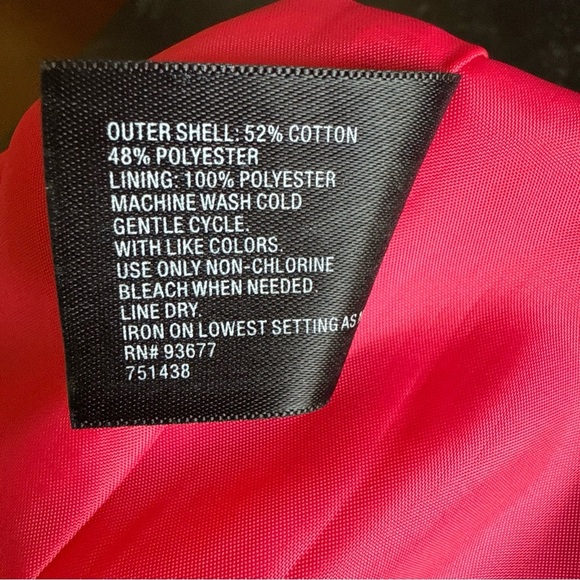 OUTER SHELL: 52% COTTON
48% POLYESTER
LINING: 100% POLYESTER
MACHINE WASH COLD
GENTLE CYCLE.
WITH LIKE COLORS.
USE ONLY NON-CHLORINE
BLEACH WHEN NEEDED.
LINE DRY.
IRON ON LOWEST SETTING AS
RN# 93677
751438